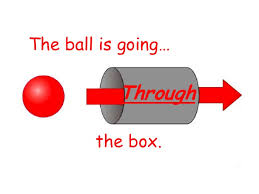 The ball is going...
Through
the box.